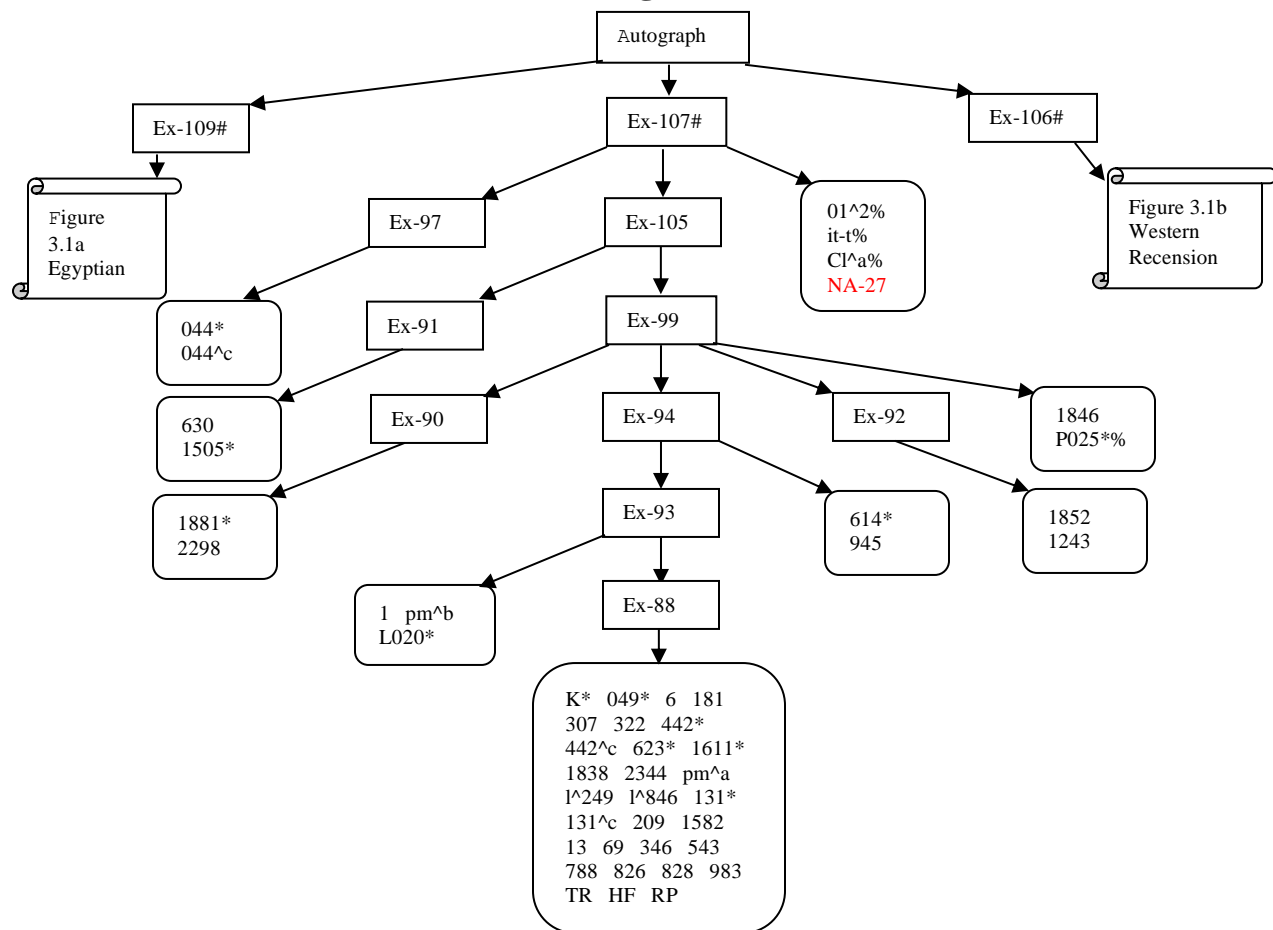 Autograph
Ex-109#
Ex-107#
Ex-106#
Figure
3.1a
Egyptian
Ex-97
Ex-105
01^2%
it-t%
Cl^a%
NA-27
Figure 3.1b
Western
Recension
044*
044^c
Ex-91
Ex-99
630
1505*
Ex-90
Ex-94
Ex-92
1846
P025*%
1881*
2298
Ex-93
614*
945
1852
1243
1 pm^b
L020*
Ex-88
K* 049* 6 181
307 322 442*
442^c 623* 1611*
1838 2344 pm^a
l^249 l^846 131*
131^c 209 1582
13 69 346 543
788 826 828 983
TR HF RP